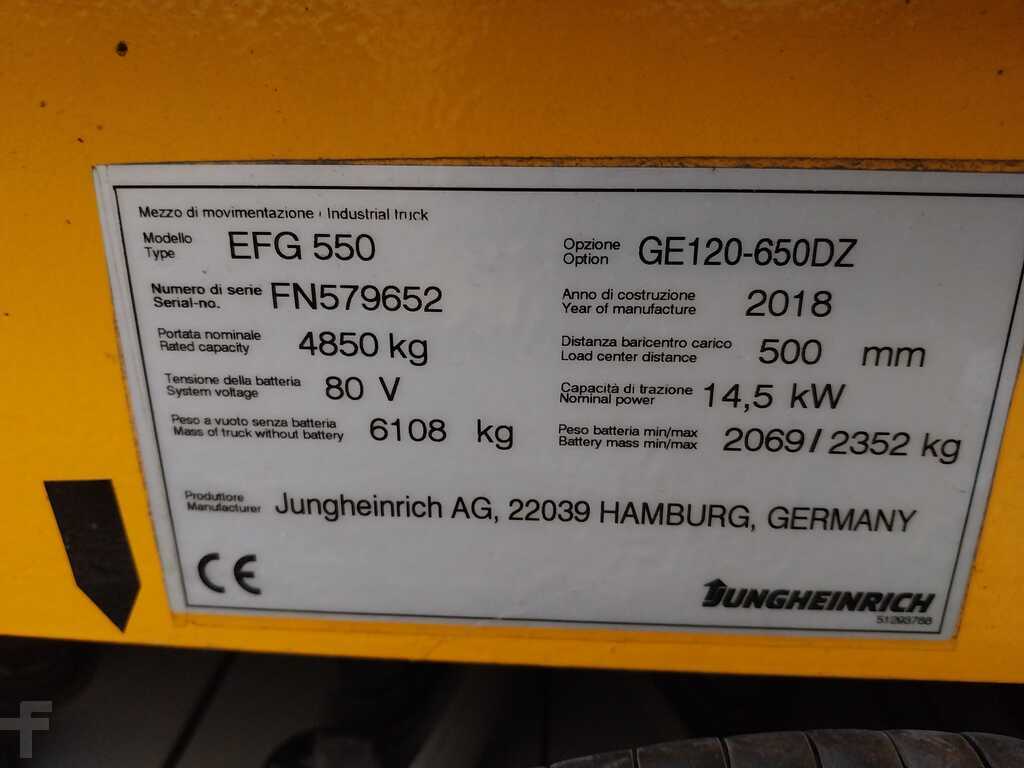 Mezzo di movimentazione / Industrial truck
Modello
Type
EFG 550
Opzione
Option
GE120-650DZ
Numero di serie
Serial-no.
FN579652
Anno di costruzione
Year of manufacture
2018
Portata nominale
Rated capacity
4850 kg
Distanza baricentro carico
Load center distance
500 mm
Tensione della batteria
System voltage
80 V
Capacità di trazione
Nominal power
14,5 kW
Peso a vuoto senza batteria
Mass of truck without battery
6108 kg
Peso batteria min/max
Battery mass min/max
2069 / 2352 kg
Produttore
Manufacturer
Jungheinrich AG, 22039 HAMBURG, GERMANY
CE
JUNGHEINRICH
51293788
F